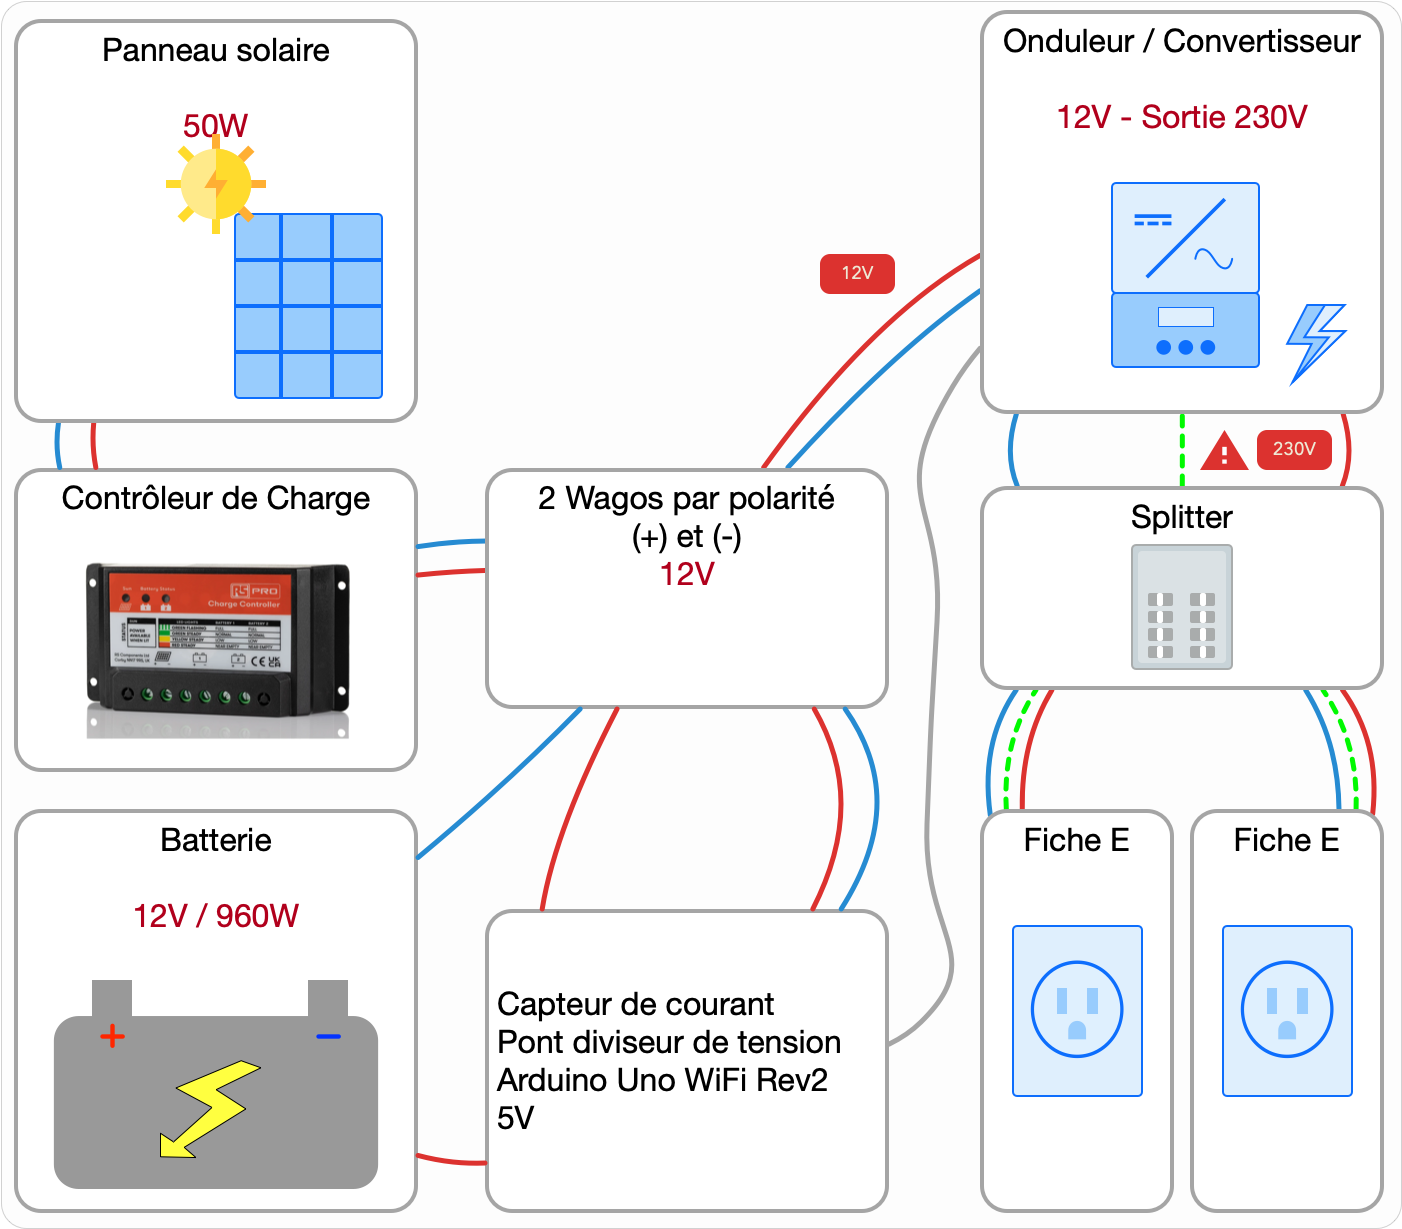 Panneau solaire
50W
Onduleur / Convertisseur
12V - Sortie 230V
12V
230V
Contrôleur de Charge
RS PRO
Charge Controller
2 Wagos par polarité
(+) et (-)
12V
Splitter
Batterie
12V / 960W
+
−
Capteur de courant
Pont diviseur de tension
Arduino Uno WiFi Rev2
5V
Fiche E
Fiche E